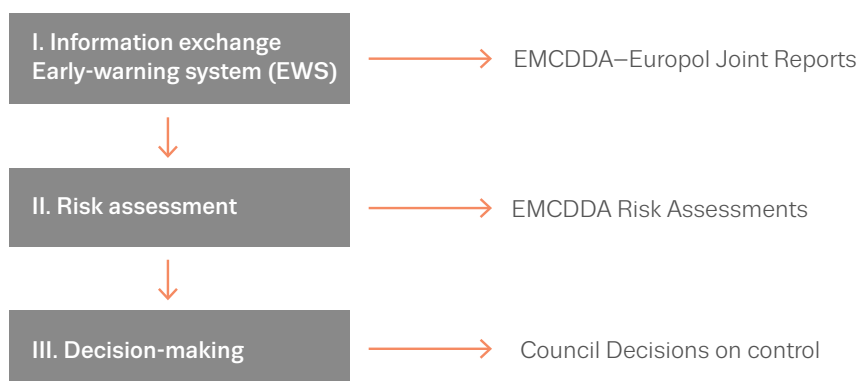 I. Information exchange
Early-warning system (EWS)
EMCDDA–Europol Joint Reports
II. Risk assessment
EMCDDA Risk Assessments
III. Decision-making
Council Decisions on control